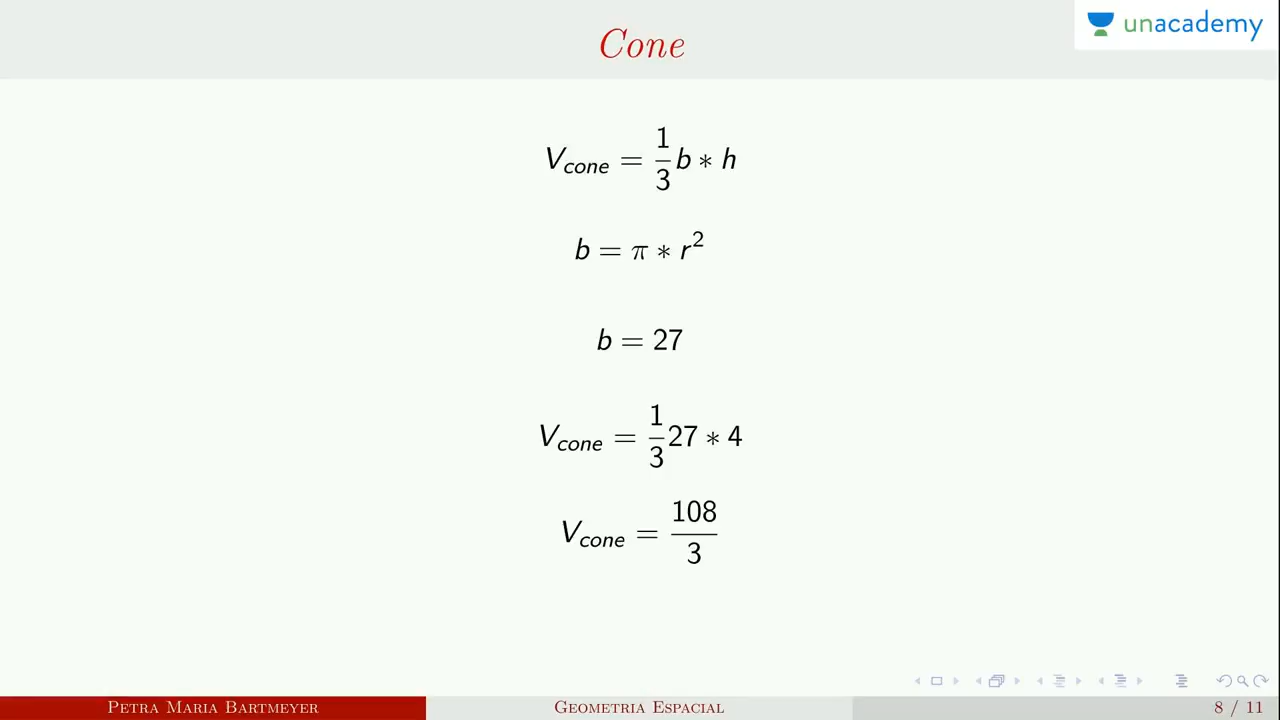 unacademy
Cone
V_cone = 1/3 b * h
b = π * r²
b = 27
V_cone = 1/3 27 * 4
V_cone = 108/3
Petra Maria Bartmeyer
Geometria Espacial
8 / 11